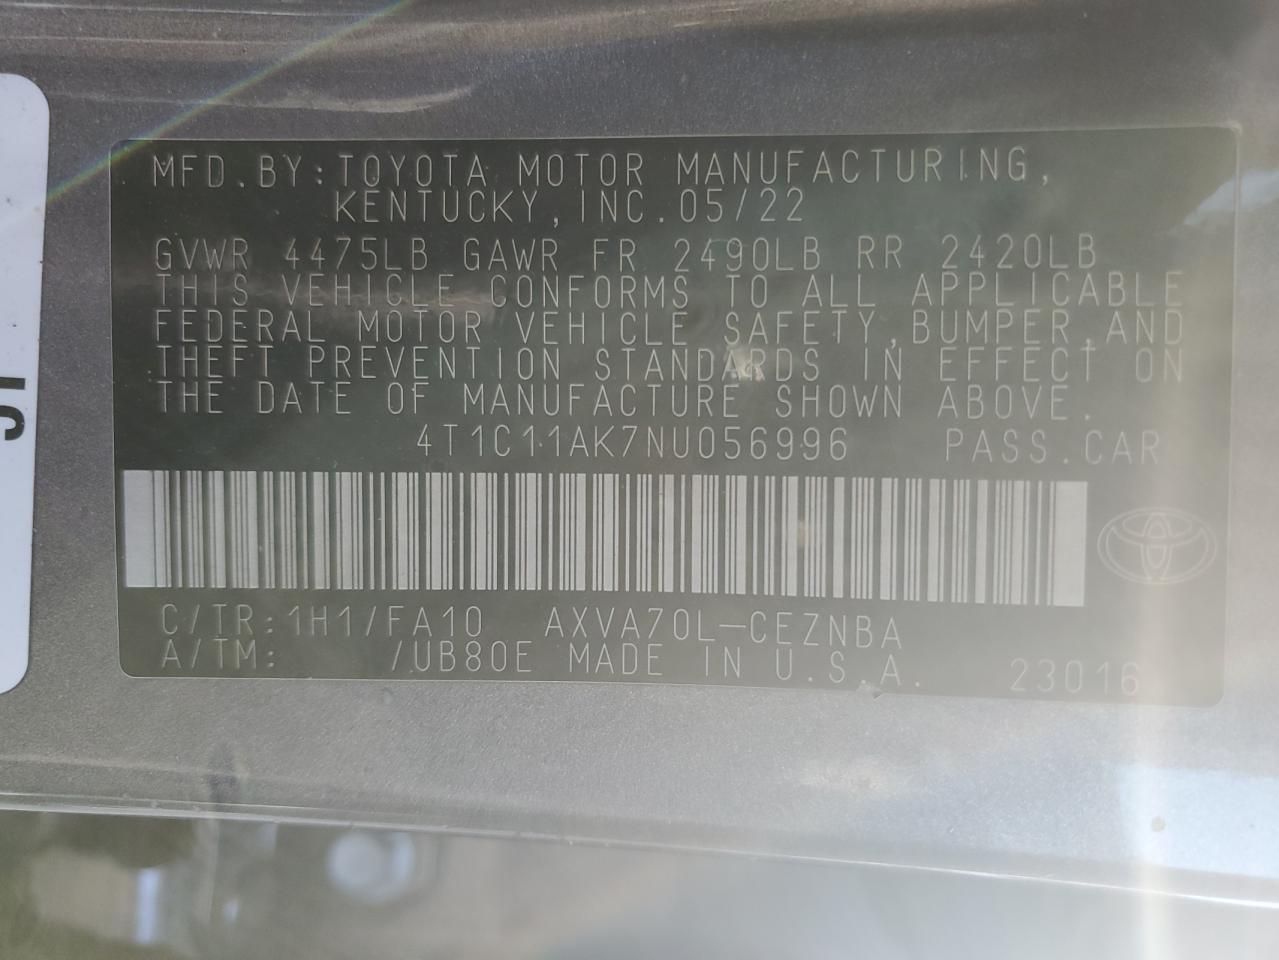 MFD.BY:TOYOTA MOTOR MANUFACTURING,
KENTUCKY,INC.05/22
GVWR 4475LB GAWR FR 2490LB RR 2420LB
THIS VEHICLE CONFORMS TO ALL APPLICABLE
FEDERAL MOTOR VEHICLE SAFETY,BUMPER,AND
THEFT PREVENTION STANDARDS IN EFFECT ON
THE DATE OF MANUFACTURE SHOWN ABOVE.
4T1C11AK7NU056996 PASS.CAR
C/TR:1H1/FA10 AXVA70L-CEZNBA
A/TM: /UB80E MADE IN U.S.A. 23016